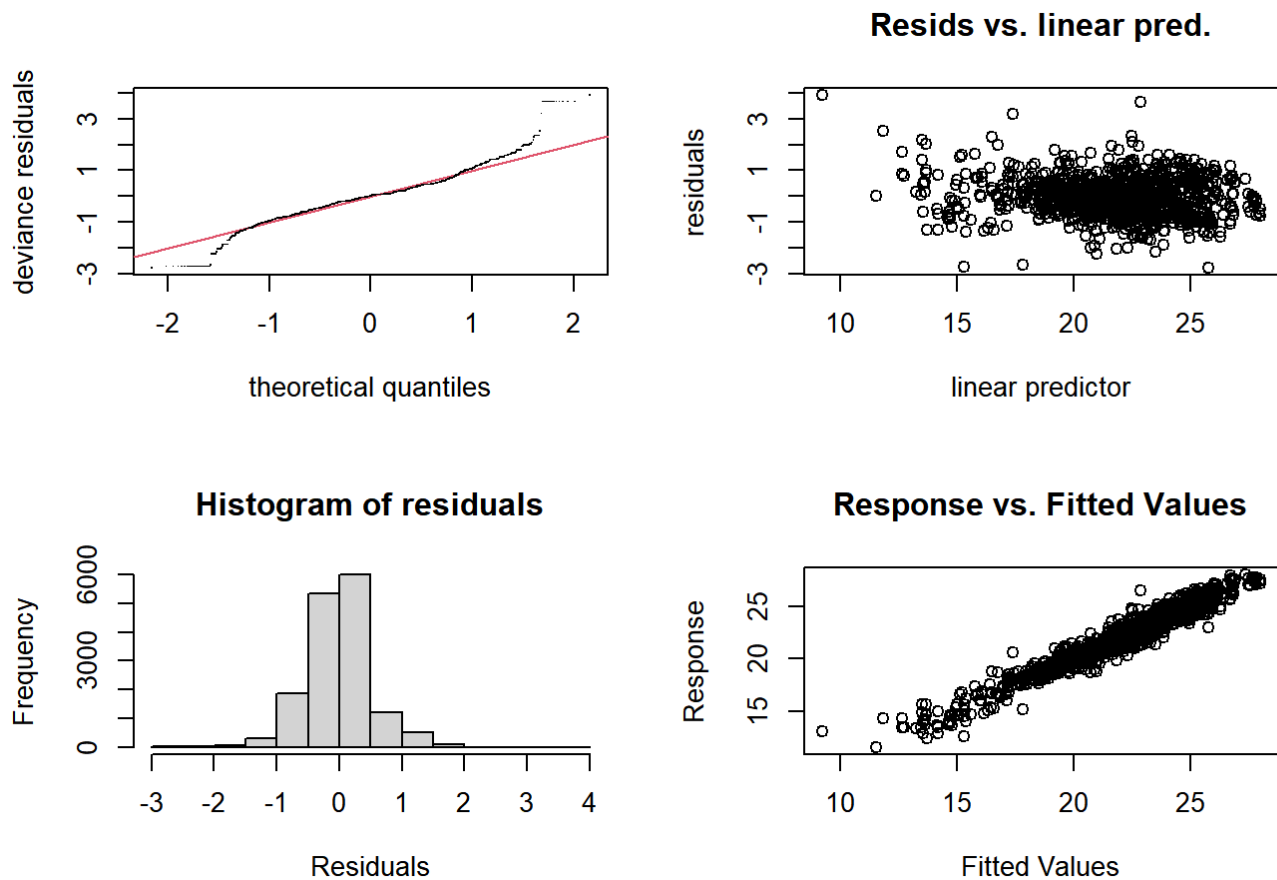 deviance residuals
3
1
-1
-3
-2 -1 0 1 2
theoretical quantiles
Resids vs. linear pred.
residuals
3
1
-1
-3
10 15 20 25
linear predictor
Histogram of residuals
Frequency
6000
3000
0
-3 -2 -1 0 1 2 3 4
Residuals
Response vs. Fitted Values
Response
25
20
15
10 15 20 25
Fitted Values